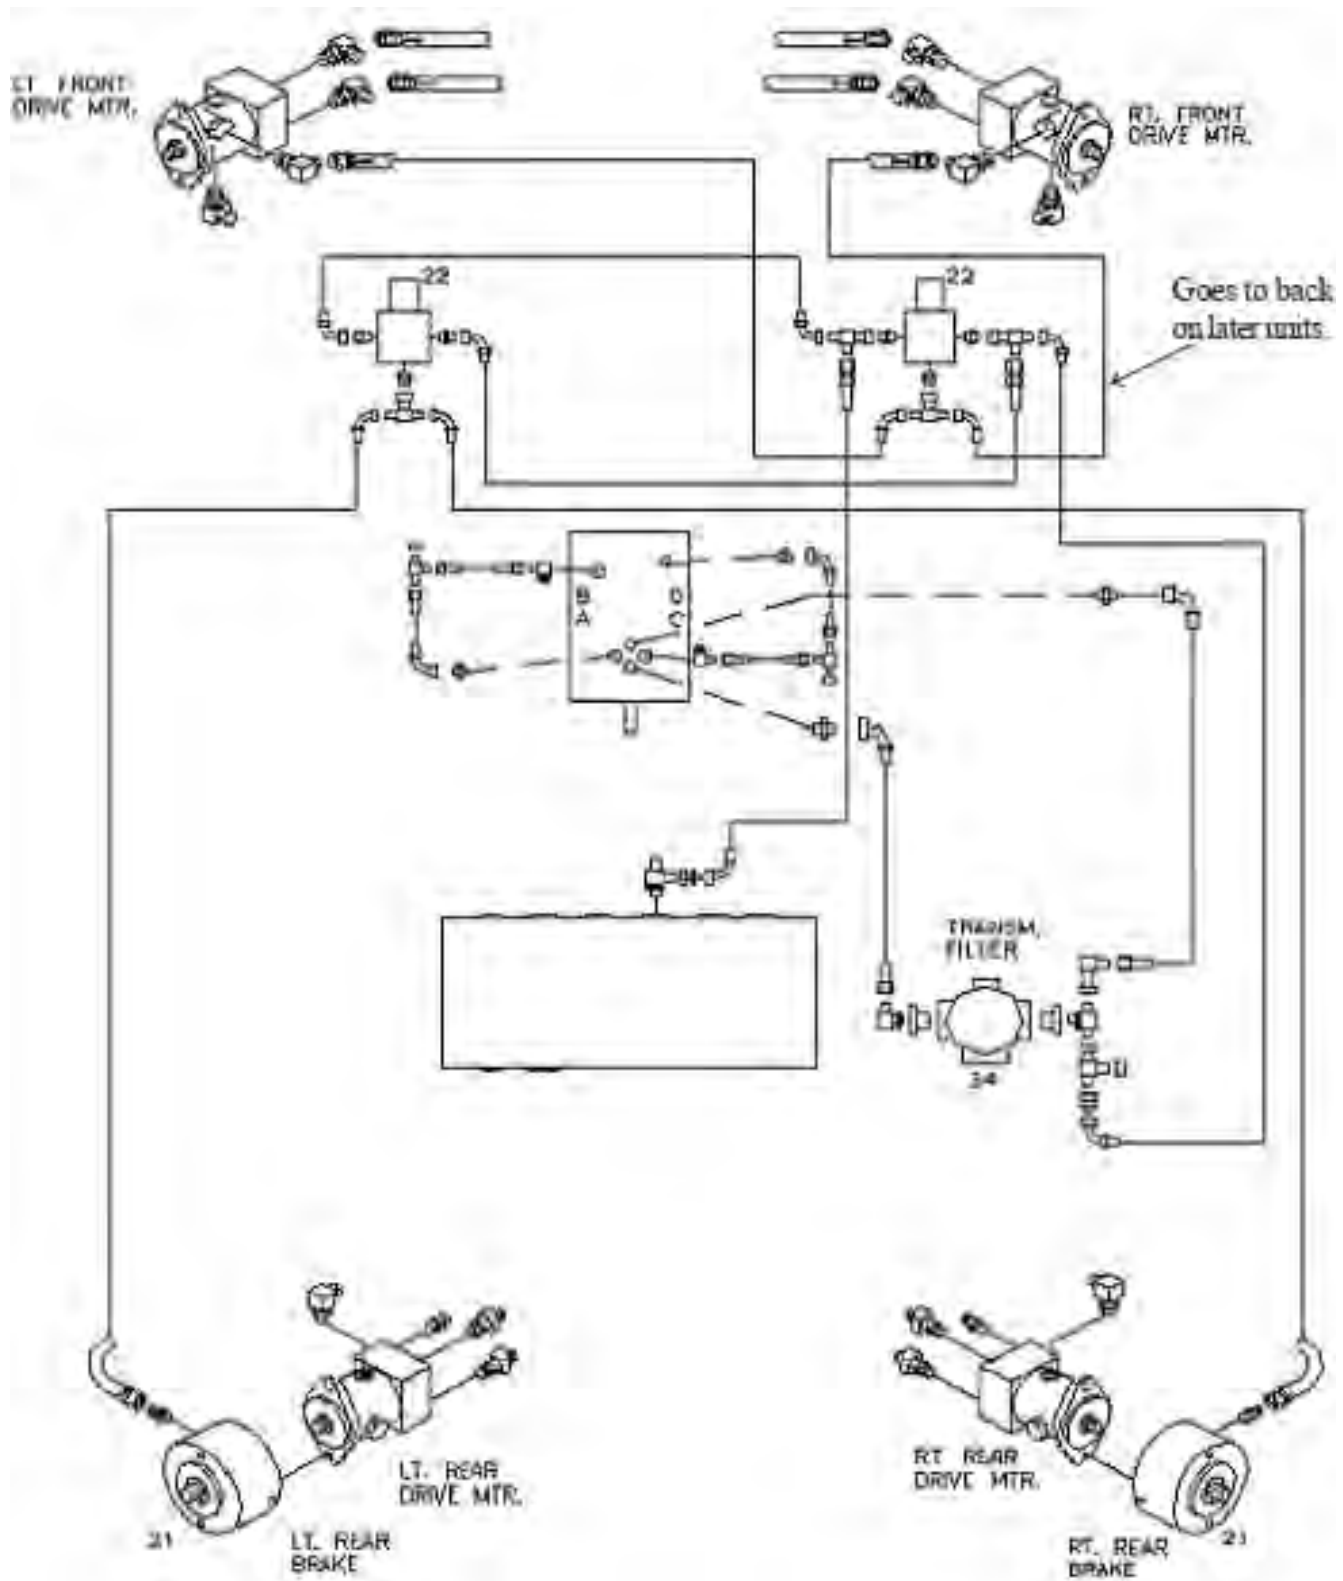 LT FRONT
DRIVE MTR.
RT. FRONT
DRIVE MTR.
22
22
Goes to back
on later units
B
D
A
C
TRANSM.
FILTER
34
LT. REAR
DRIVE MTR.
RT REAR
DRIVE MTR.
21
LT. REAR
BRAKE
21
RT. REAR
BRAKE